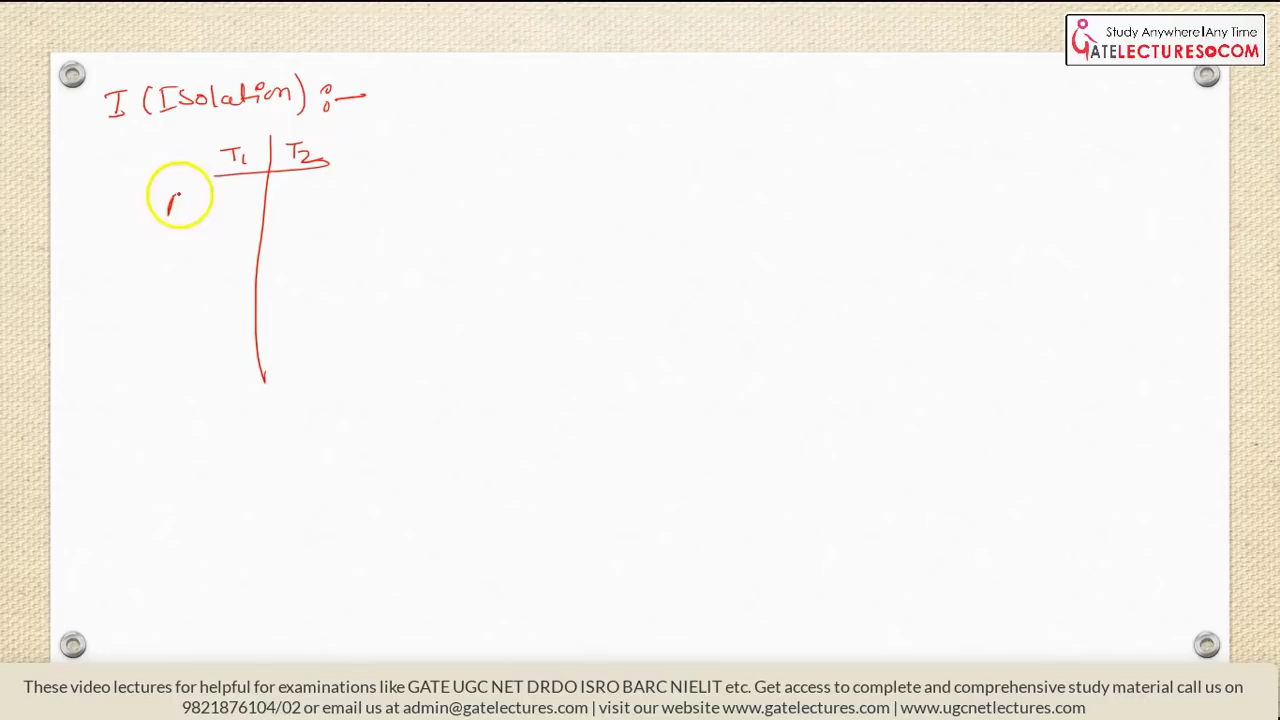 Study Anywhere | Any Time
GATELECTURES.COM
I (Isolation) :-
T1 T2
These video lectures for helpful for examinations like GATE UGC NET DRDO ISRO BARC NIELIT etc. Get access to complete and comprehensive study material call us on
9821876104/02 or email us at admin@gatelectures.com | visit our website www.gatelectures.com | www.ugcnetlectures.com